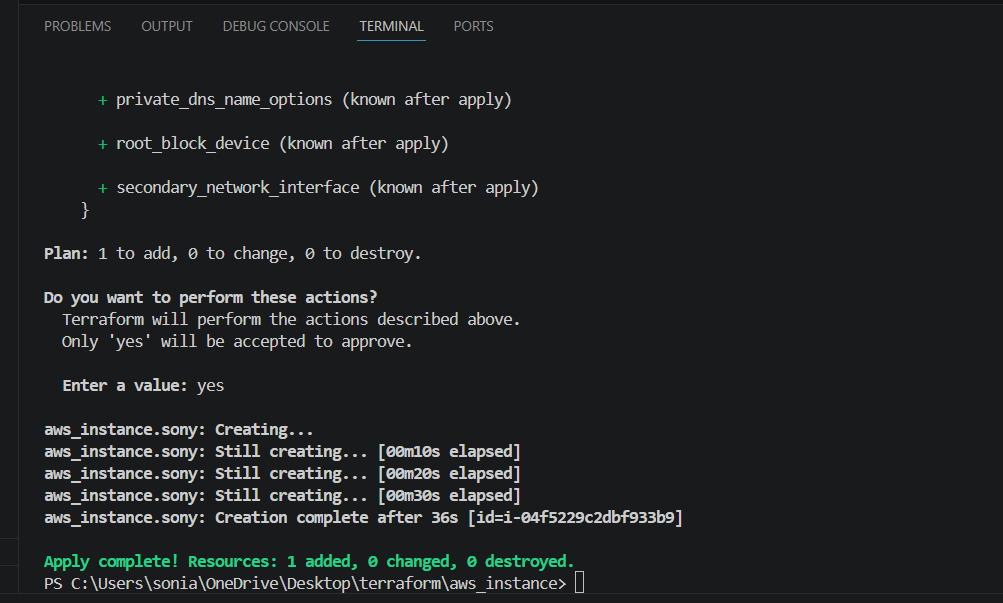 PROBLEMS OUTPUT DEBUG CONSOLE TERMINAL PORTS
+ private_dns_name_options (known after apply)
+ root_block_device (known after apply)
+ secondary_network_interface (known after apply)
}
Plan: 1 to add, 0 to change, 0 to destroy.
Do you want to perform these actions?
Terraform will perform the actions described above.
Only 'yes' will be accepted to approve.
Enter a value: yes
aws_instance.sony: Creating...
aws_instance.sony: Still creating... [00m10s elapsed]
aws_instance.sony: Still creating... [00m20s elapsed]
aws_instance.sony: Still creating... [00m30s elapsed]
aws_instance.sony: Creation complete after 36s [id=i-04f5229c2dbf933b9]
Apply complete! Resources: 1 added, 0 changed, 0 destroyed.
PS C:\Users\sonia\OneDrive\Desktop\terraform\aws_instance>